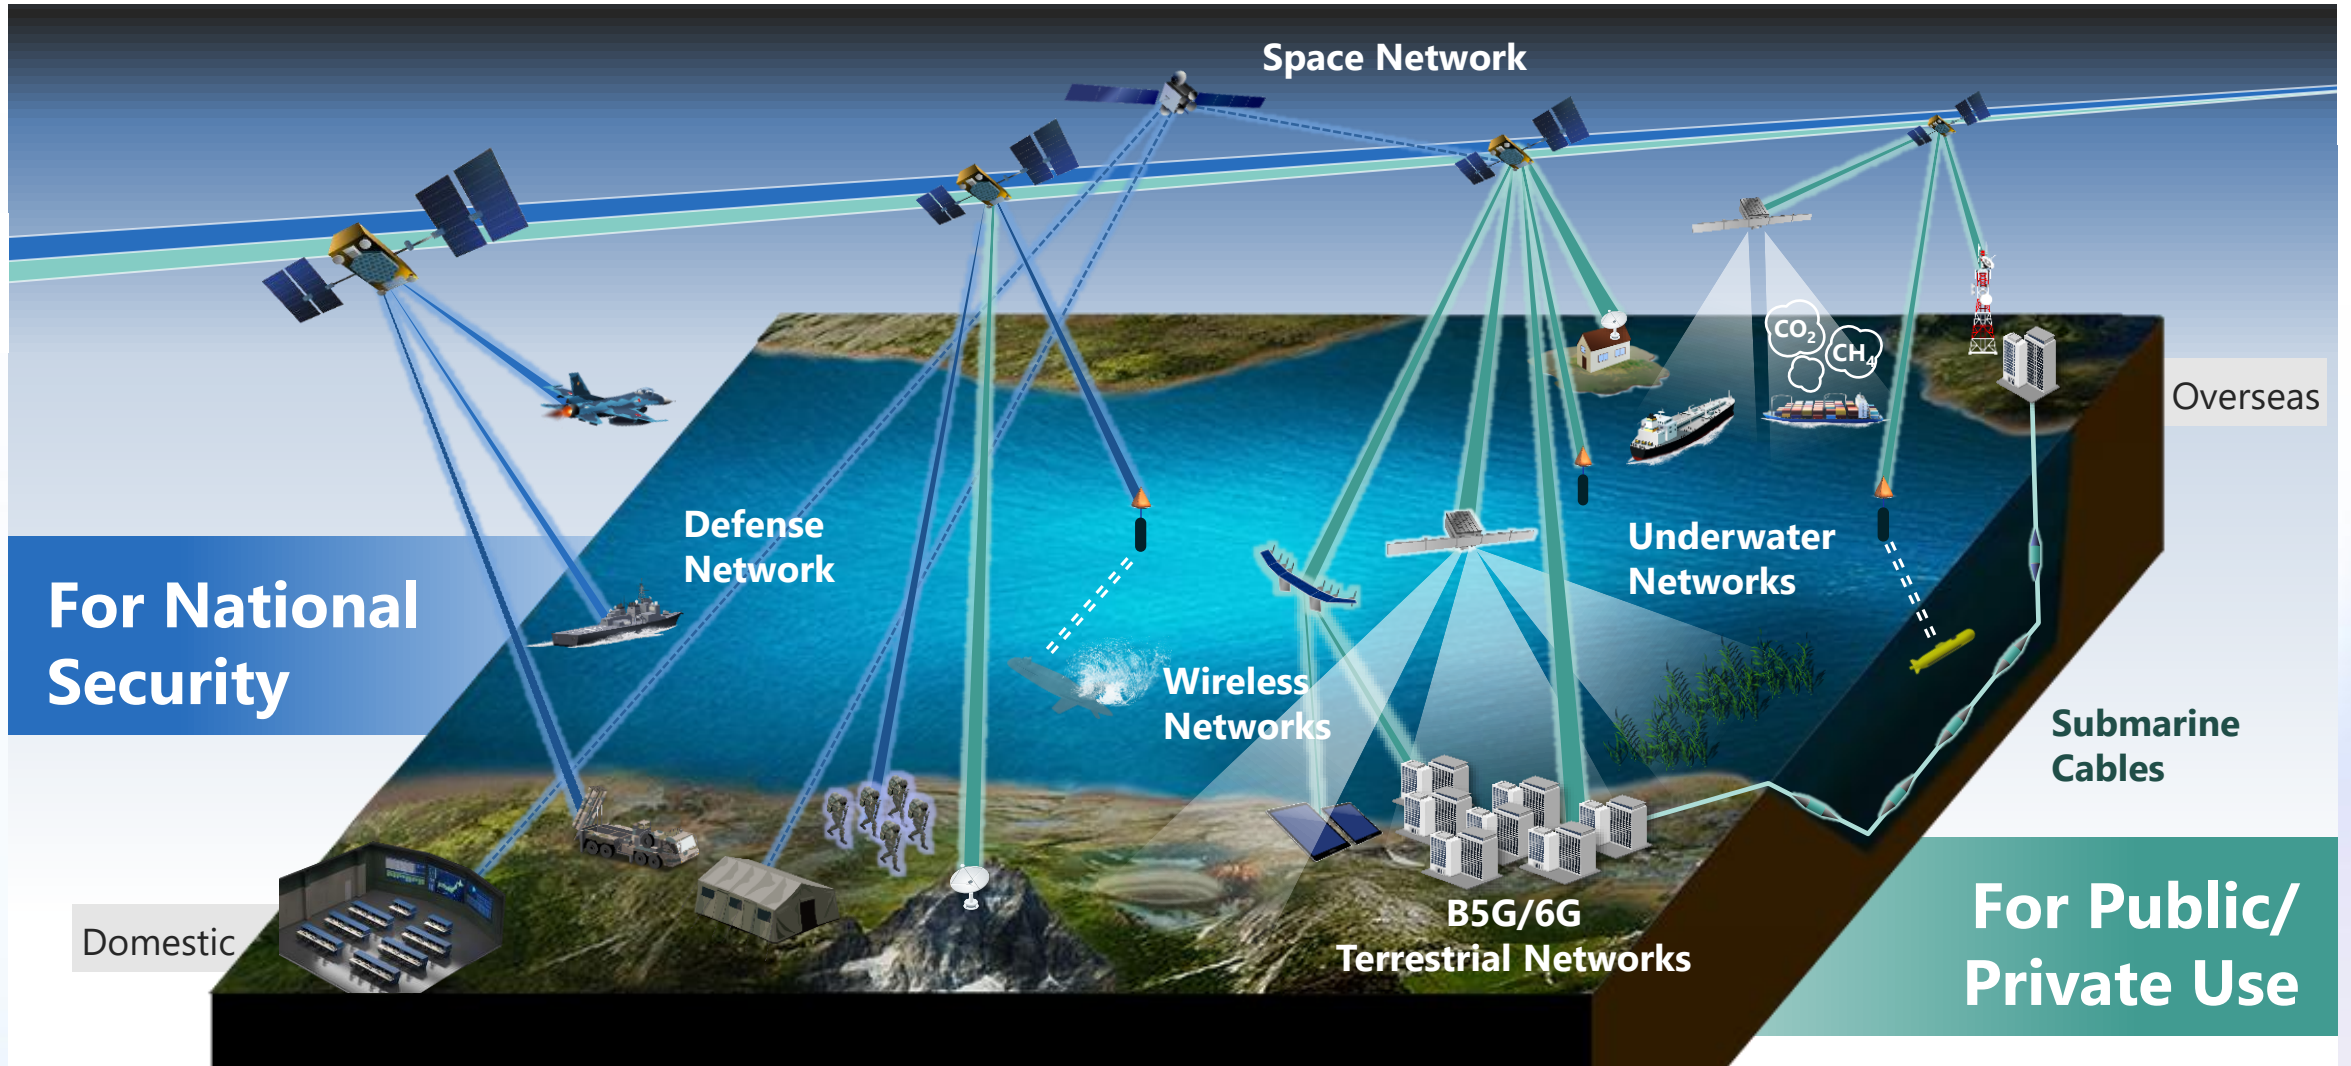 Space Network
CO₂
CH₄
Overseas
Defense
Network
Underwater
Networks
For National
Security
Wireless
Networks
Submarine
Cables
Domestic
B5G/6G
Terrestrial Networks
For Public/
Private Use